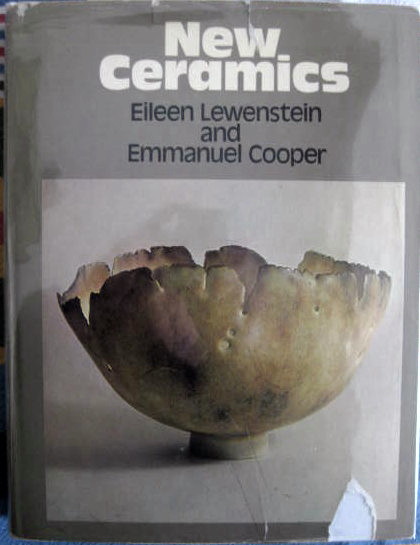 New
Ceramics
Eileen Lewenstein
and
Emmanuel Cooper